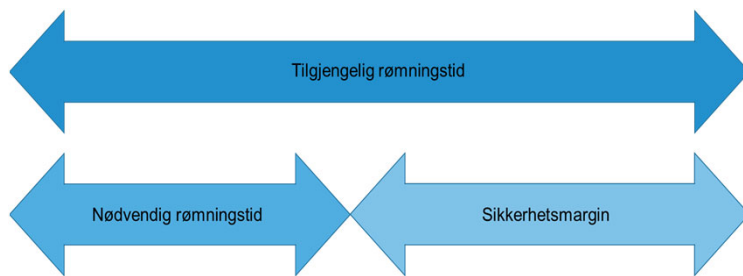 Tilgjengelig rømningstid
Nødvendig rømningstid
Sikkerhetsmargin